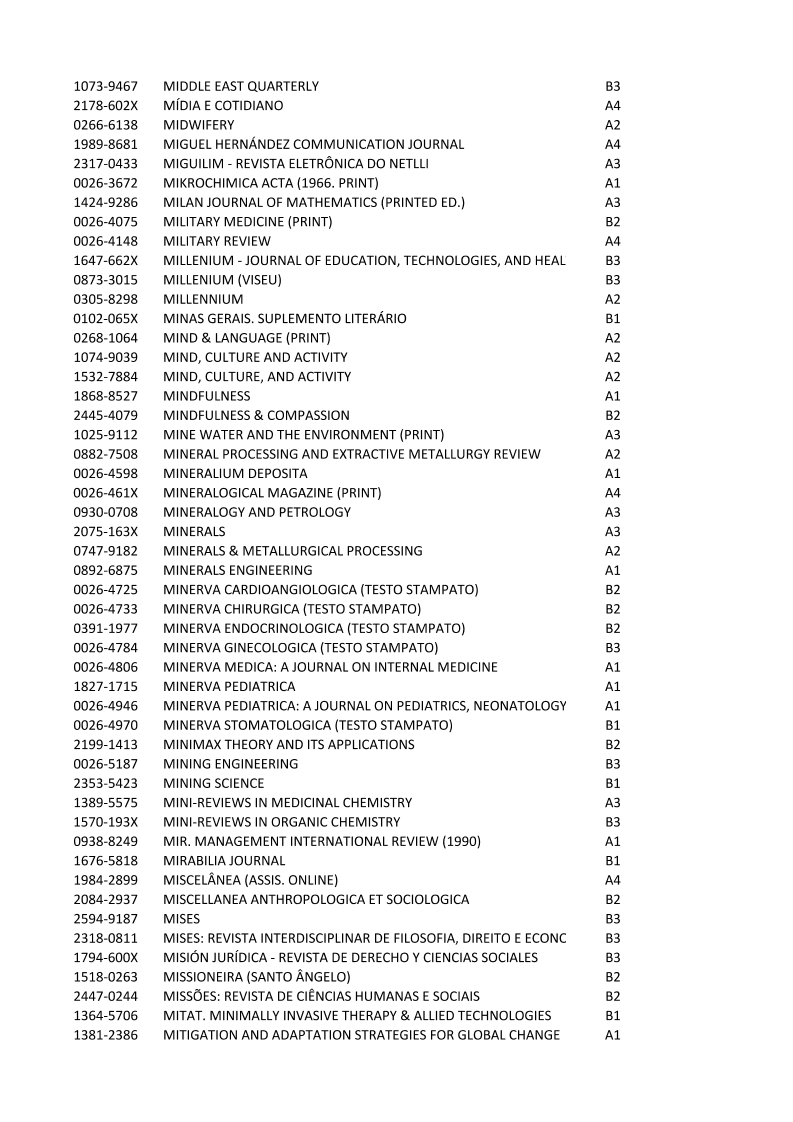 1073-9467 MIDDLE EAST QUARTERLY B3
2178-602X MÍDIA E COTIDIANO A4
0266-6138 MIDWIFERY A2
1989-8681 MIGUEL HERNÁNDEZ COMMUNICATION JOURNAL A4
2317-0433 MIGUILIM - REVISTA ELETRÔNICA DO NETLLI A3
0026-3672 MIKROCHIMICA ACTA (1966. PRINT) A1
1424-9286 MILAN JOURNAL OF MATHEMATICS (PRINTED ED.) A3
0026-4075 MILITARY MEDICINE (PRINT) B2
0026-4148 MILITARY REVIEW A4
1647-662X MILLENIUM - JOURNAL OF EDUCATION, TECHNOLOGIES, AND HEAL B3
0873-3015 MILLENIUM (VISEU) B3
0305-8298 MILLENNIUM A2
0102-065X MINAS GERAIS. SUPLEMENTO LITERÁRIO B1
0268-1064 MIND & LANGUAGE (PRINT) A2
1074-9039 MIND, CULTURE AND ACTIVITY A2
1532-7884 MIND, CULTURE, AND ACTIVITY A2
1868-8527 MINDFULNESS A1
2445-4079 MINDFULNESS & COMPASSION B2
1025-9112 MINE WATER AND THE ENVIRONMENT (PRINT) A3
0882-7508 MINERAL PROCESSING AND EXTRACTIVE METALLURGY REVIEW A2
0026-4598 MINERALIUM DEPOSITA A1
0026-461X MINERALOGICAL MAGAZINE (PRINT) A4
0930-0708 MINERALOGY AND PETROLOGY A3
2075-163X MINERALS A3
0747-9182 MINERALS & METALLURGICAL PROCESSING A2
0892-6875 MINERALS ENGINEERING A1
0026-4725 MINERVA CARDIOANGIOLOGICA (TESTO STAMPATO) B2
0026-4733 MINERVA CHIRURGICA (TESTO STAMPATO) B2
0391-1977 MINERVA ENDOCRINOLOGICA (TESTO STAMPATO) B2
0026-4784 MINERVA GINECOLOGICA (TESTO STAMPATO) B3
0026-4806 MINERVA MEDICA: A JOURNAL ON INTERNAL MEDICINE A1
1827-1715 MINERVA PEDIATRICA A1
0026-4946 MINERVA PEDIATRICA: A JOURNAL ON PEDIATRICS, NEONATOLOGY A1
0026-4970 MINERVA STOMATOLOGICA (TESTO STAMPATO) B1
2199-1413 MINIMAX THEORY AND ITS APPLICATIONS B2
0026-5187 MINING ENGINEERING B3
2353-5423 MINING SCIENCE B1
1389-5575 MINI-REVIEWS IN MEDICINAL CHEMISTRY A3
1570-193X MINI-REVIEWS IN ORGANIC CHEMISTRY B3
0938-8249 MIR. MANAGEMENT INTERNATIONAL REVIEW (1990) A1
1676-5818 MIRABILIA JOURNAL B1
1984-2899 MISCELÂNEA (ASSIS. ONLINE) A4
2084-2937 MISCELLANEA ANTHROPOLOGICA ET SOCIOLOGICA B2
2594-9187 MISES B3
2318-0811 MISES: REVISTA INTERDISCIPLINAR DE FILOSOFIA, DIREITO E ECONC B3
1794-600X MISIÓN JURÍDICA - REVISTA DE DERECHO Y CIENCIAS SOCIALES B3
1518-0263 MISSIONEIRA (SANTO ÂNGELO) B2
2447-0244 MISSÕES: REVISTA DE CIÊNCIAS HUMANAS E SOCIAIS B2
1364-5706 MITAT. MINIMALLY INVASIVE THERAPY & ALLIED TECHNOLOGIES B1
1381-2386 MITIGATION AND ADAPTATION STRATEGIES FOR GLOBAL CHANGE A1